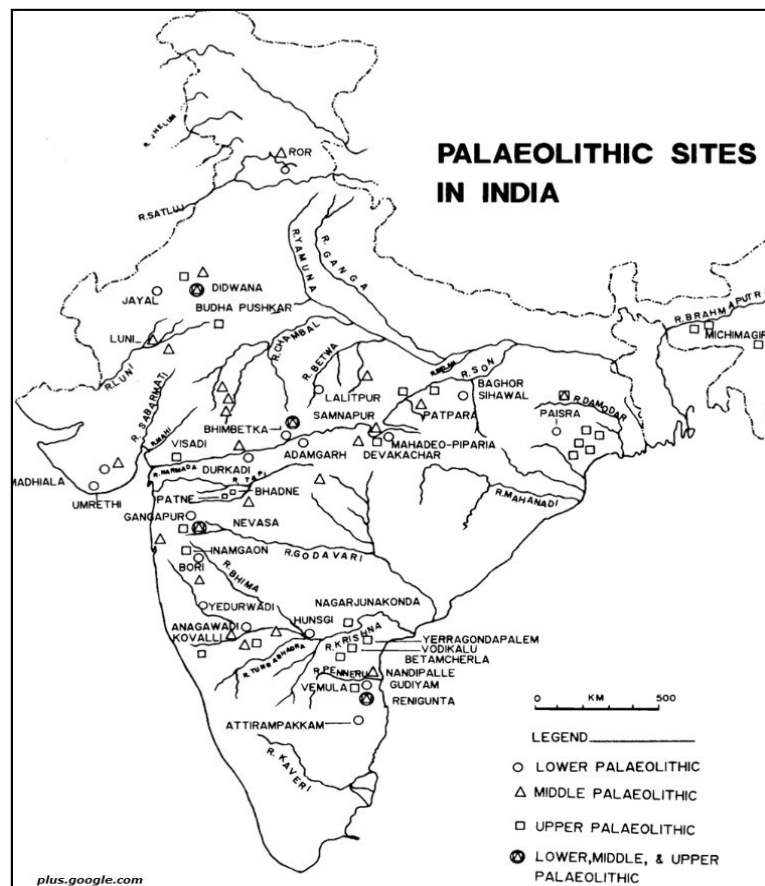 PALAEOLITHIC SITES
IN INDIA
R. JHELUM
ROR
R.SATLUJ
R.YAMUNA
R. GANGA
DIDWANA
JAYAL
BUDHA PUSHKAR
R.BRAHMAPUTR
MICHIMAGIR
LUNI
R.LUNI
R.CHAMBAL
R.BETWA
R.SON
R. SABARMATI
LALITPUR
BAGHOR
SIHAWAL
SAMNAPUR
PATPARA
R.DAMODAR
PAISRA
R.MAHI
VISADI
BHIMBETKA
MAHADEO-PIPARIA
ADAMGARH
DEVAKACHAR
R.NARMADA
DURKADI
MADHIALA
UMRETHI
R. TAPI
BHADNE
PATNE
R.MAHANADI
GANGAPUR
NEVASA
INAMGAON
R.GODAVARI
BORI
R.BHIMA
YEDURWADI
NAGARJUNAKONDA
ANAGAWADI
HUNSGI
KOVALLI
R.KRISHNA
YERRAGONDAPALEM
VODIKALU
BETAMCHERLA
R.TUNGABHADRA
R.PENNERU
NANDIPALLE
VEMULA
GUDIYAM
RENIGUNTA
ATTIRAMPAKKAM
R. KAVERI
0 KM 500
LEGEND
LOWER PALAEOLITHIC
MIDDLE PALAEOLITHIC
UPPER PALAEOLITHIC
LOWER,MIDDLE, & UPPER
PALAEOLITHIC
plus.google.com